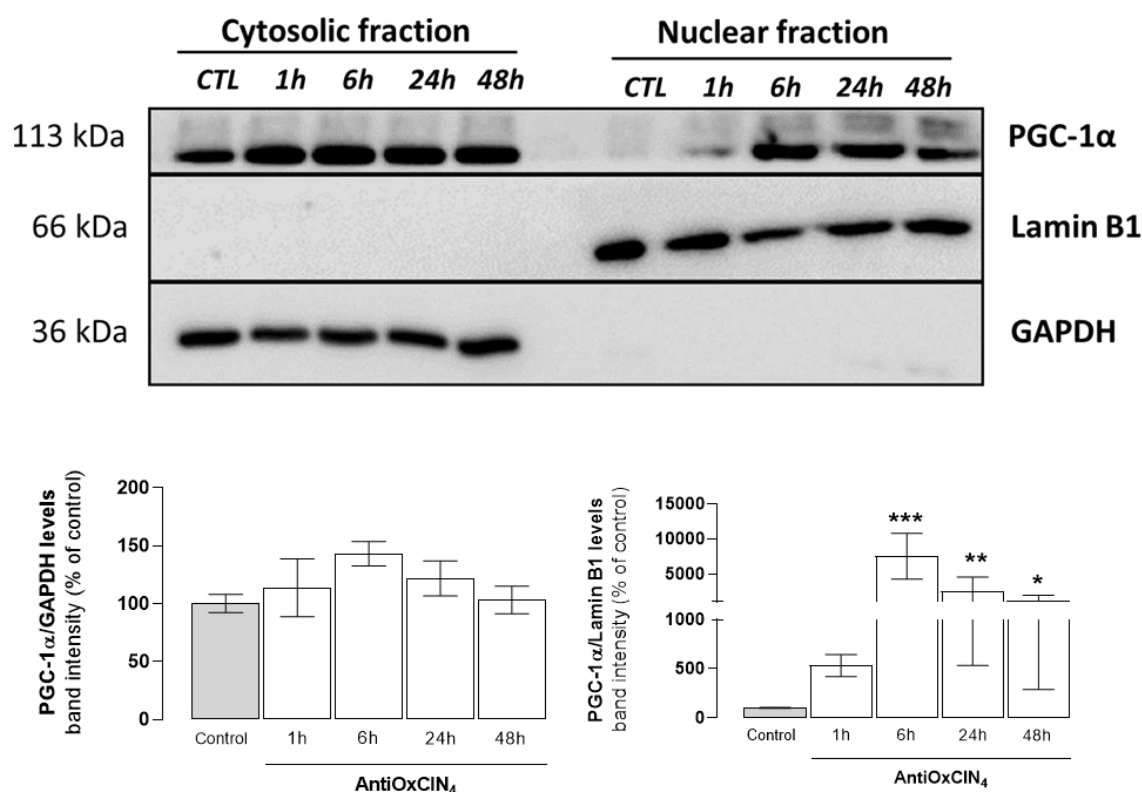 Cytosolic fraction Nuclear fraction
CTL 1h 6h 24h 48h CTL 1h 6h 24h 48h
113 kDa PGC-1α
66 kDa Lamin B1
36 kDa GAPDH
PGC-1α/GAPDH levels
band intensity (% of control)
200
150
100
50
0
Control 1h 6h 24h 48h
AntiOxCIN₄
PGC-1α/Lamin B1 levels
band intensity (% of control)
15000
10000
5000
1000
500
0
***
**
*
Control 1h 6h 24h 48h
AntiOxCIN₄